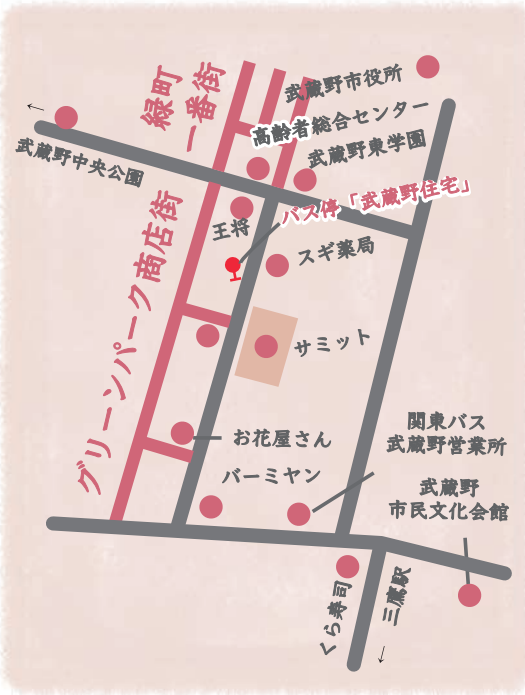 緑町
一番街
武蔵野市役所
←
高齢者総合センター
武蔵野東学園
武蔵野中央公園
バス停「武蔵野住宅」
王将
スギ薬局
グリーンパーク商店街
サミット
お花屋さん
関東バス
武蔵野営業所
バーミヤン
武蔵野
市民文化会館
くら寿司
三鷹駅
←